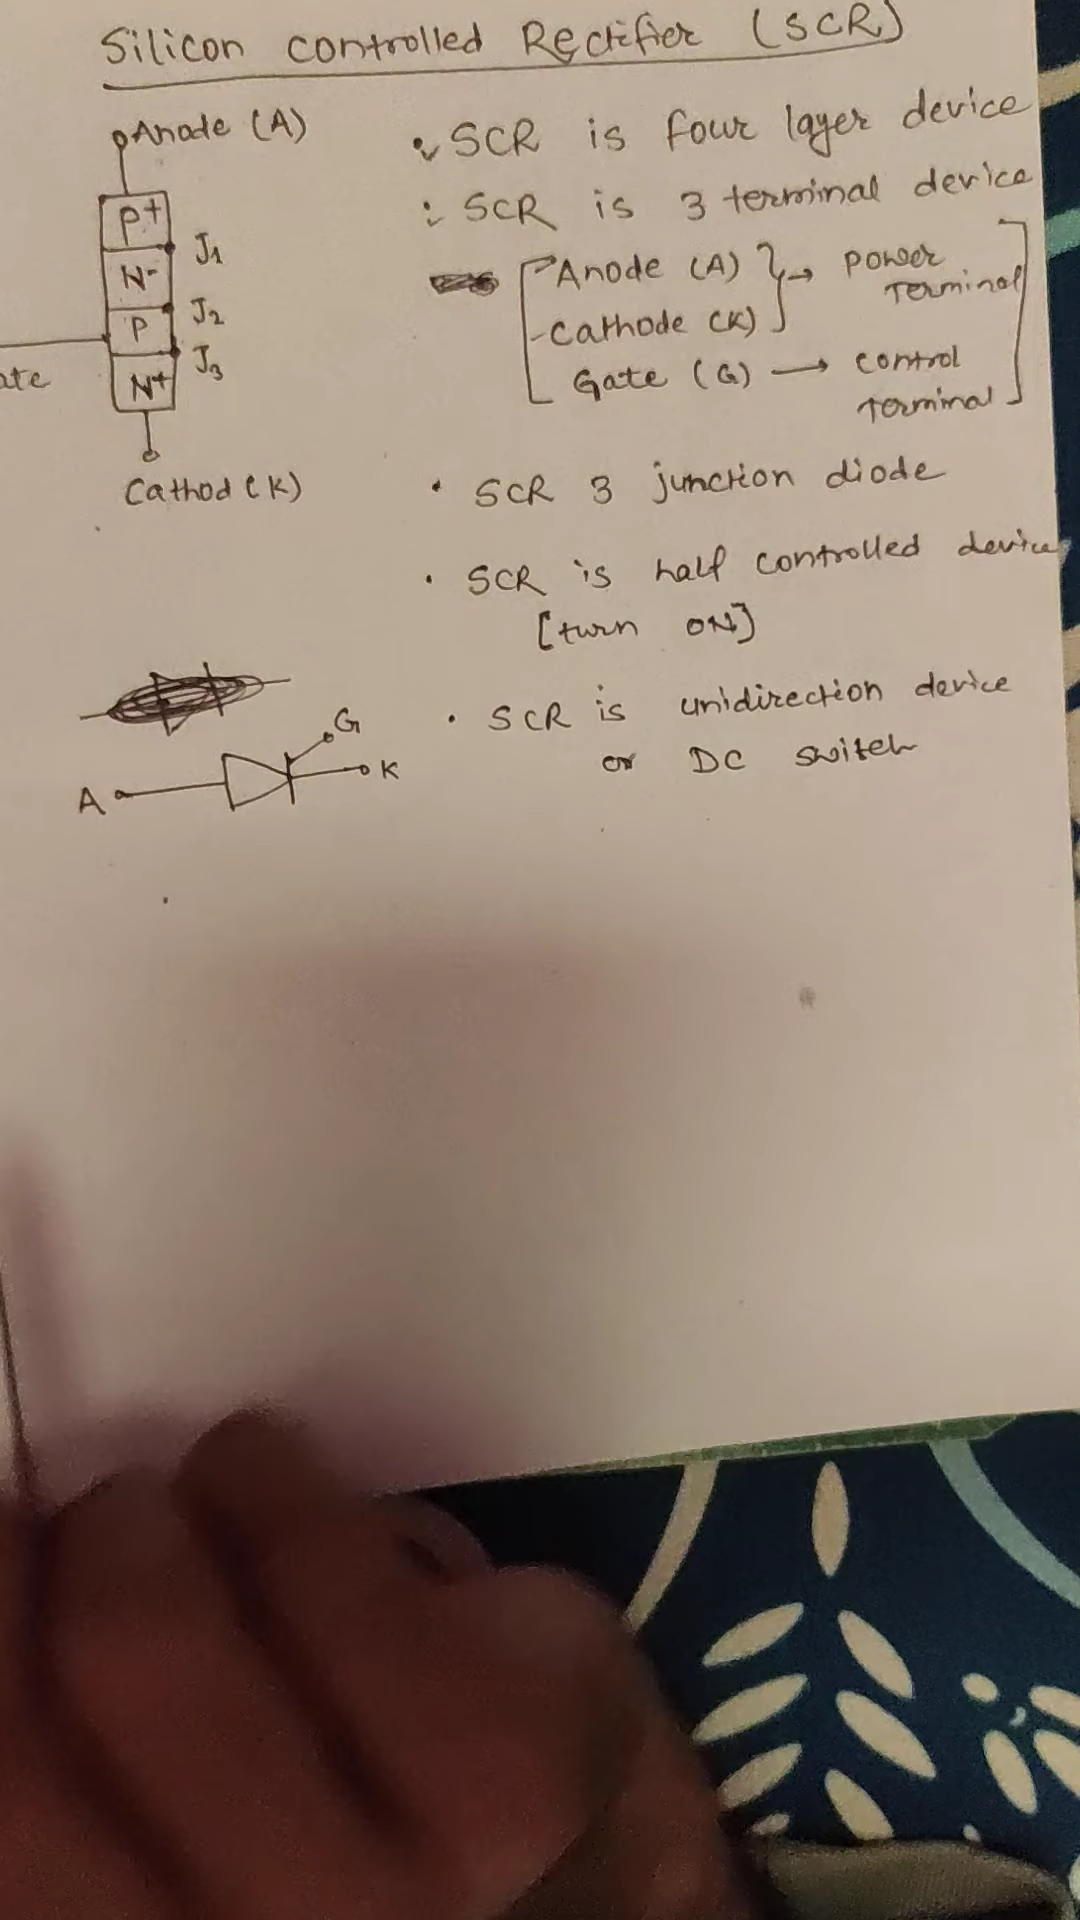 Silicon controlled Rectifier (SCR)
Anode (A)
P+
J1
N-
J2
P
J3
N+
Cathod (K)
• SCR is four layer device
• SCR is 3 terminal device
Anode (A) → power terminal
- Cathode (K)
Gate (G) → control terminal
• SCR 3 junction diode
• SCR is half controlled device
[turn ON]
• SCR is unidirection device
or DC switch
A
G
K